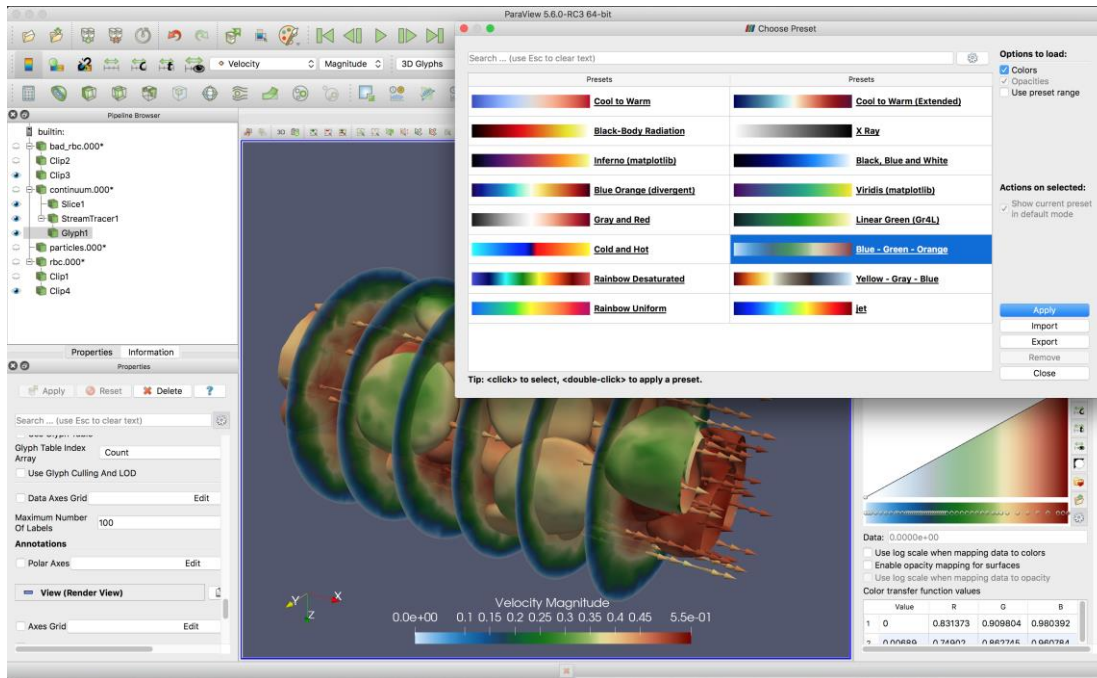 ParaView 5.6.0-RC3 64-bit
Velocity
Magnitude
3D Glyphs
Pipeline Browser
builtin:
bad_rbc.000*
Clip2
Clip3
continuum.000*
Slice1
StreamTracer1
Glyph1
particles.000*
rbc.000*
Clip1
Clip4
Properties Information
Properties
Apply Reset Delete ?
Search ... (use Esc to clear text)
Glyph Table Index
Array
Count
Use Glyph Culling And LOD
Data Axes Grid Edit
Maximum Number
Of Labels
100
Annotations
Polar Axes Edit
View (Render View)
Axes Grid Edit
3D
Y X
Z
Velocity Magnitude
0.0e+00 0.1 0.15 0.2 0.25 0.3 0.35 0.4 0.45 5.5e-01
Choose Preset
Search ... (use Esc to clear text)
Presets Presets
Cool to Warm Cool to Warm (Extended)
Black-Body Radiation X Ray
Inferno (matplotlib) Black, Blue and White
Blue Orange (divergent) Viridis (matplotlib)
Gray and Red Linear Green (Gr4L)
Cold and Hot Blue - Green - Orange
Rainbow Desaturated Yellow - Gray - Blue
Rainbow Uniform jet
Tip: <click> to select, <double-click> to apply a preset.
Options to load:
Colors
Opacities
Use preset range
Actions on selected:
Show current preset
in default mode
Apply
Import
Export
Remove
Close
Data: 0.0000e+00
Use log scale when mapping data to colors
Enable opacity mapping for surfaces
Use log scale when mapping data to opacity
Color transfer function values
Value R G B
1 0 0.831373 0.909804 0.980392
0.00689 0.74902 0.862745 0.960784